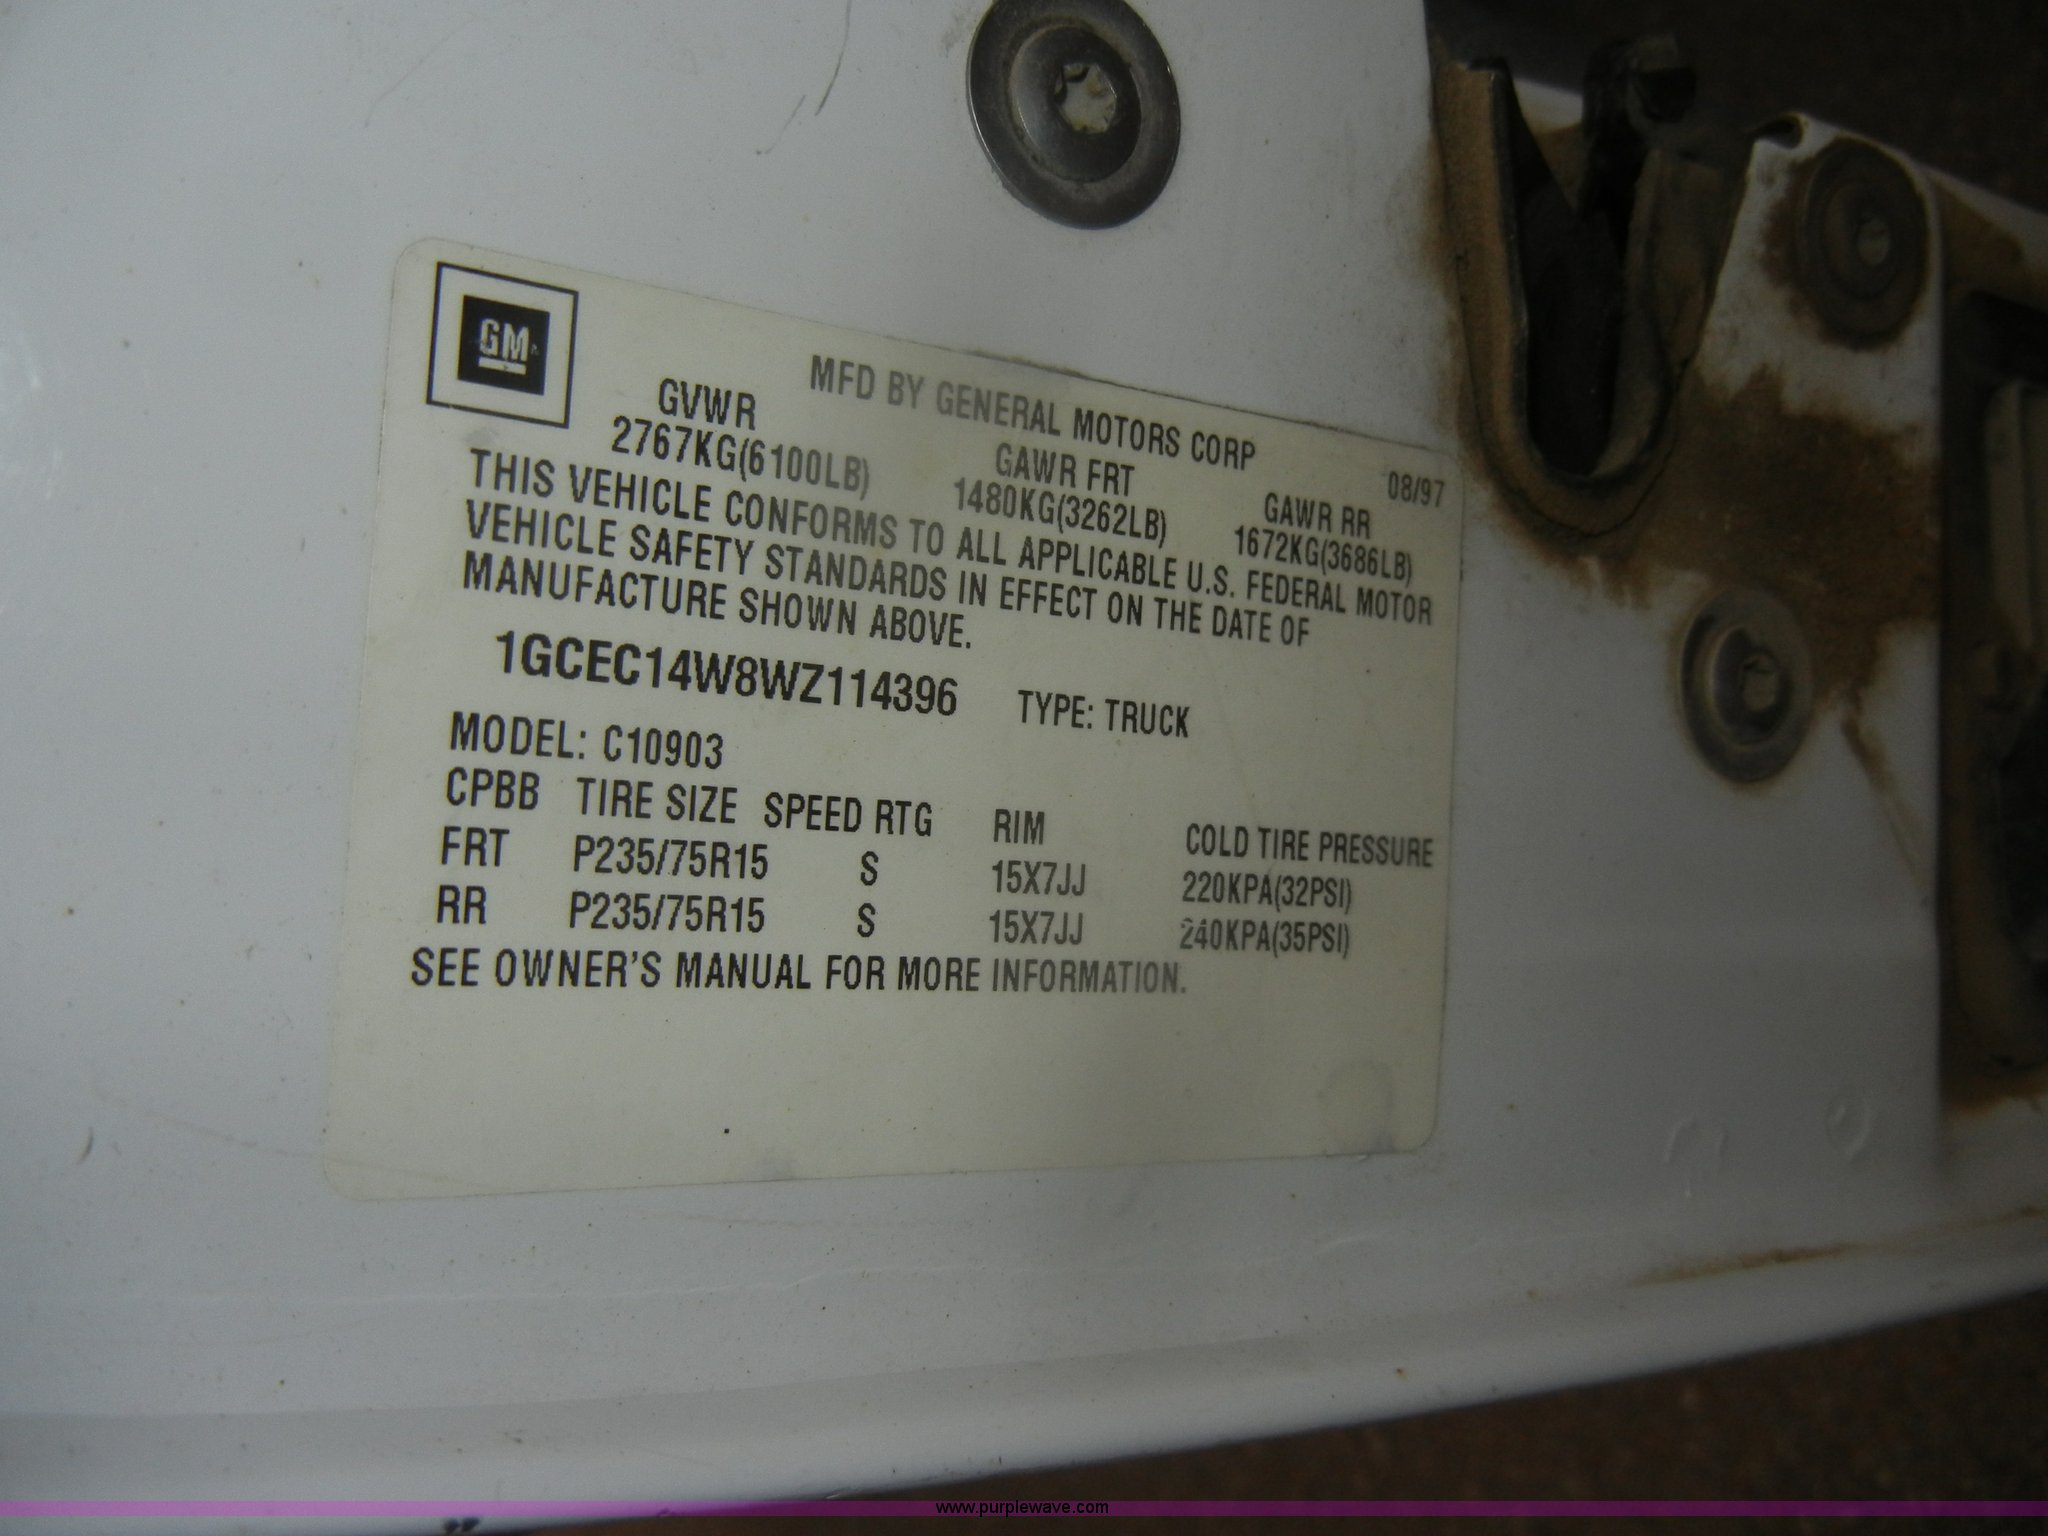 GM
MFD BY GENERAL MOTORS CORP 08/97
GVWR GAWR FRT GAWR RR
2767KG(6100LB) 1480KG(3262LB) 1672KG(3686LB)
THIS VEHICLE CONFORMS TO ALL APPLICABLE U.S. FEDERAL MOTOR
VEHICLE SAFETY STANDARDS IN EFFECT ON THE DATE OF
MANUFACTURE SHOWN ABOVE.
1GCEC14W8WZ114396 TYPE: TRUCK
MODEL: C10903
CPBB TIRE SIZE SPEED RTG RIM COLD TIRE PRESSURE
FRT P235/75R15 S 15X7JJ 220KPA(32PSI)
RR P235/75R15 S 15X7JJ 240KPA(35PSI)
SEE OWNER'S MANUAL FOR MORE INFORMATION.
www.purplewave.com